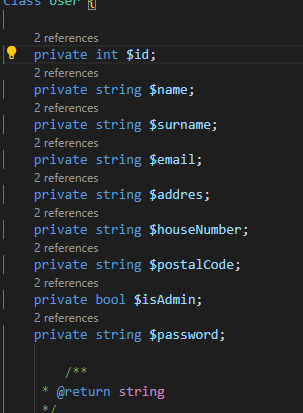 class User {
2 references
private int $id;
2 references
private string $name;
2 references
private string $surname;
2 references
private string $email;
2 references
private string $addres;
2 references
private string $houseNumber;
2 references
private string $postalCode;
2 references
private bool $isAdmin;
2 references
private string $password;
/**
* @return string
*/